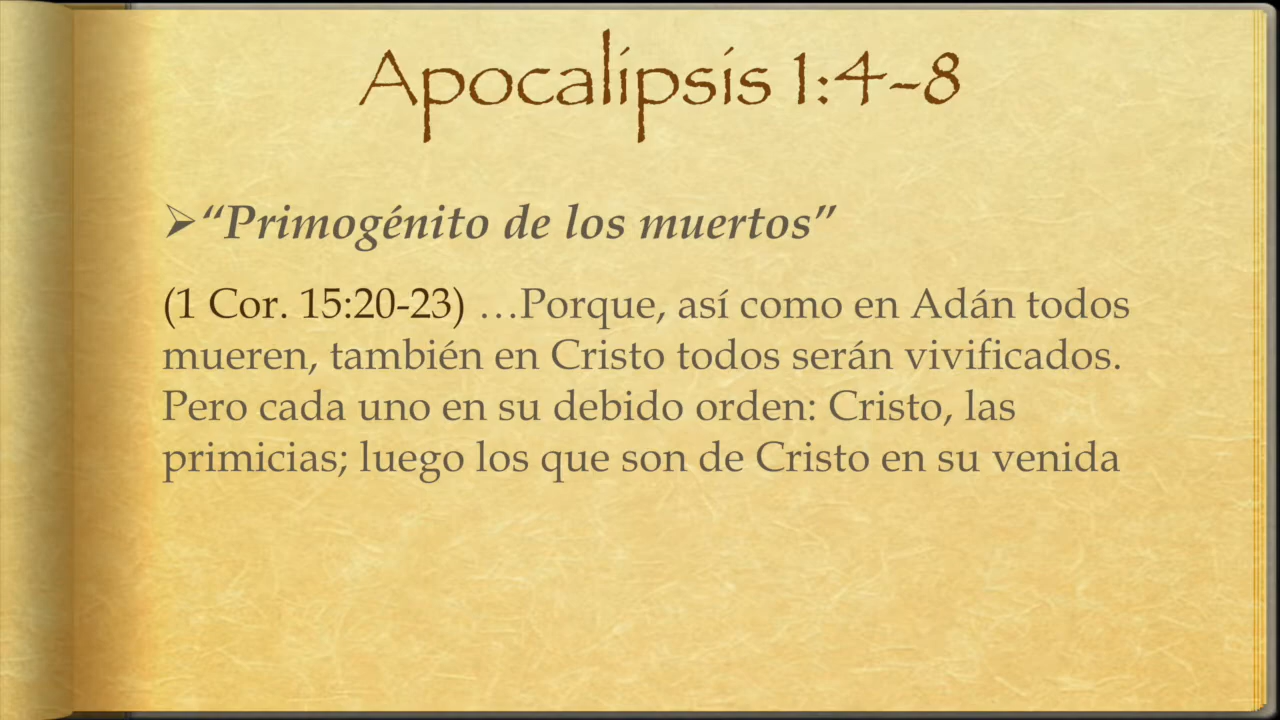 Apocalipsis 1:4-8
➢“Primogénito de los muertos”
(1 Cor. 15:20-23) …Porque, así como en Adán todos
mueren, también en Cristo todos serán vivificados.
Pero cada uno en su debido orden: Cristo, las
primicias; luego los que son de Cristo en su venida